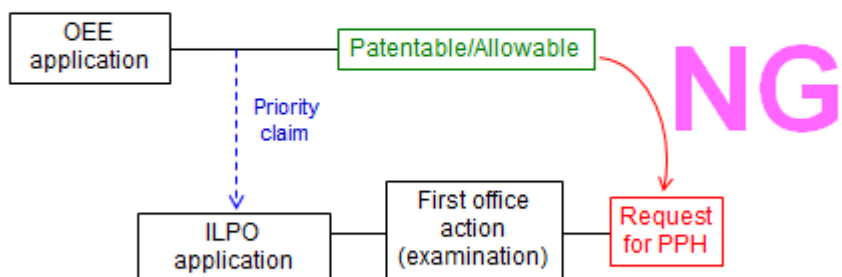 OEE
application
Patentable/Allowable
NG
Priority
claim
ILPO
application
First office
action
(examination)
Request
for PPH